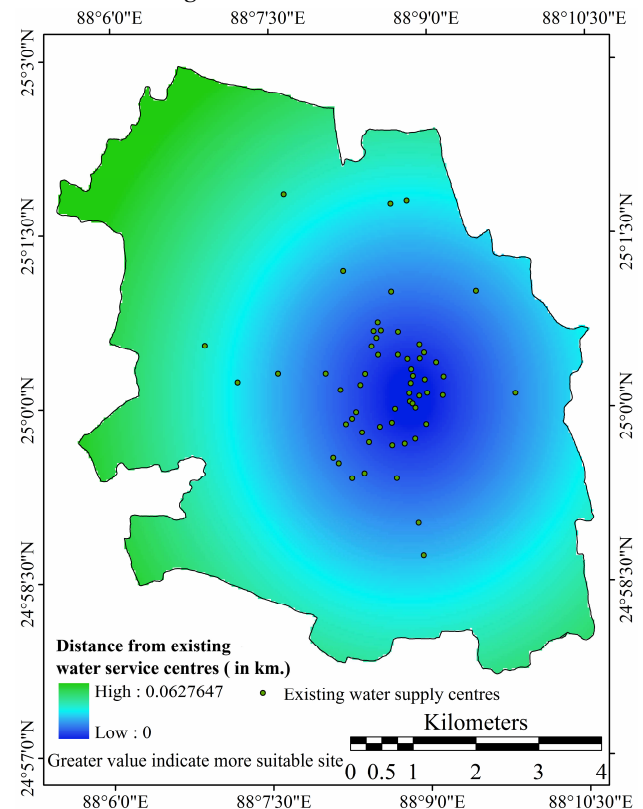 88°6'0"E 88°7'30"E 88°9'0"E 88°10'30"E
25°3'0"N
25°1'30"N 25°1'30"N
25°0'0"N 25°0'0"N
24°58'30"N 24°58'30"N
24°57'0"N
Distance from existing
water service centres ( in km.)
High : 0.0627647
Low : 0
Existing water supply centres
Greater value indicate more suitable site
Kilometers
0 0.5 1 2 3 4
88°6'0"E 88°7'30"E 88°9'0"E 88°10'30"E